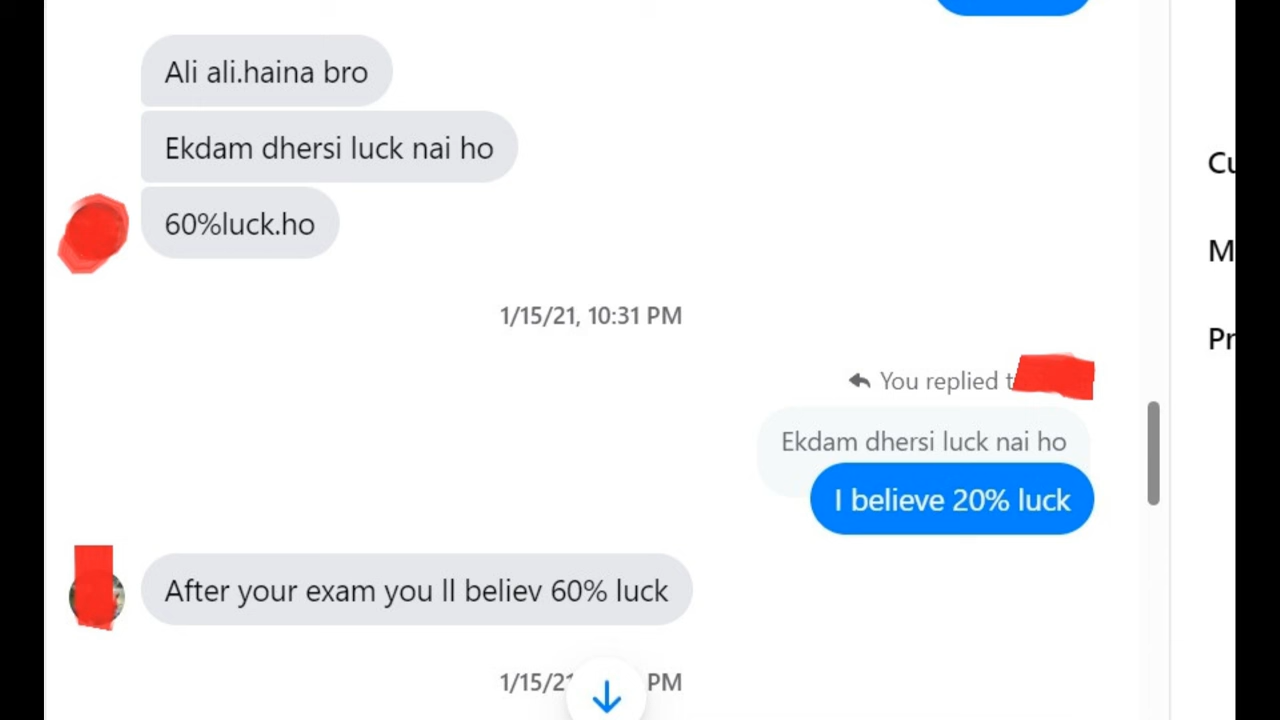 Ali ali.haina bro
Ekdam dhersi luck nai ho
60%luck.ho
1/15/21, 10:31 PM
You replied t
Ekdam dhersi luck nai ho
I believe 20% luck
After your exam you ll believ 60% luck
1/15/21 PM
Cu
M
Pr